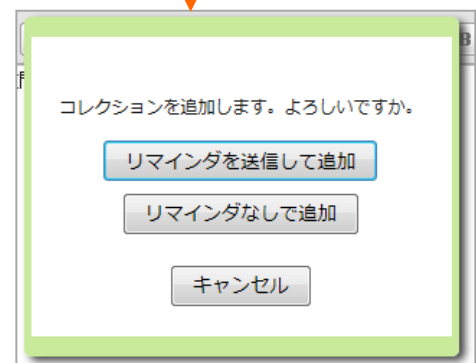 コレクションを追加します。よろしいですか。
リマインダを送信して追加
リマインダなしで追加
キャンセル